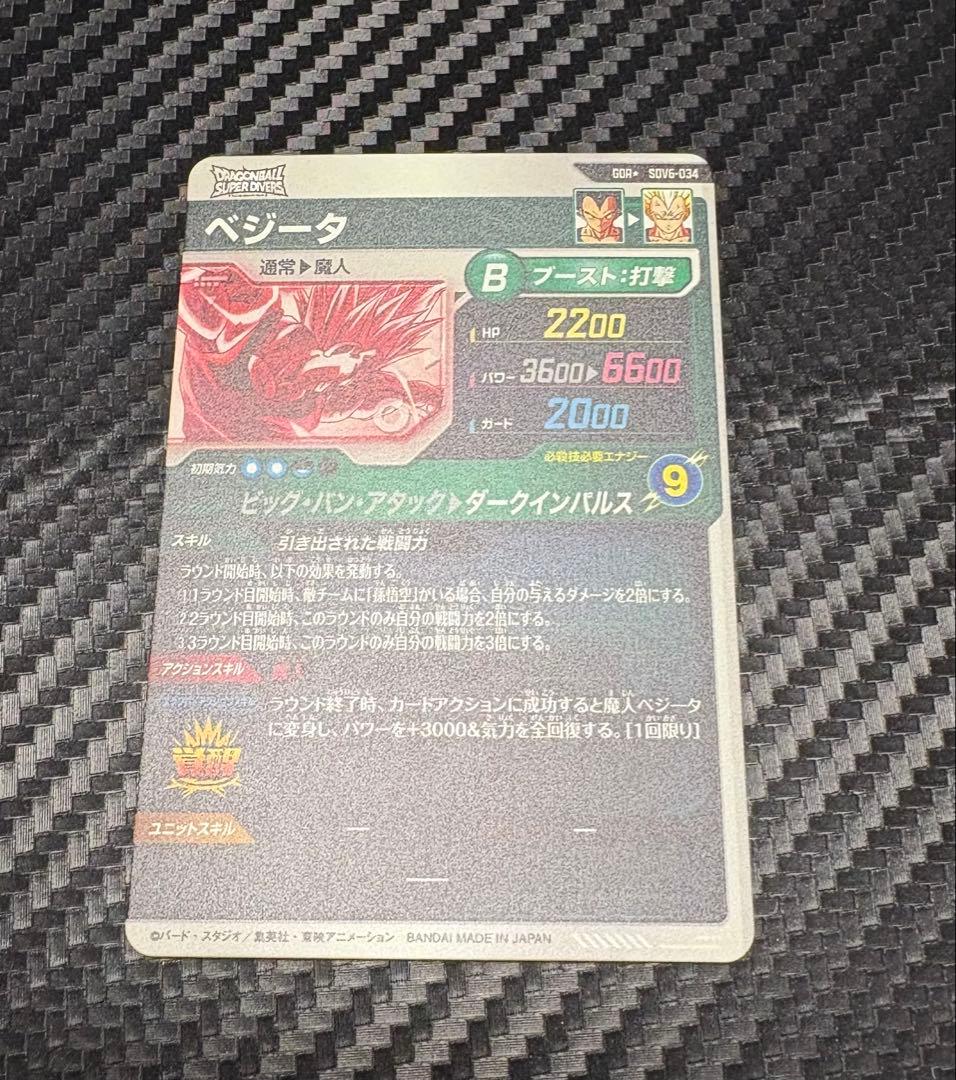 DRAGONBALL
SUPER DIVERS
GDR★ SDV6-034
ベジータ
通常▶魔人
B ブースト:打撃
HP 2200
パワー 3600▶6600
ガード 2000
初期気力
必殺技必要エナジー
9
ビッグ・バン・アタック▶ダークインパルス
スキル 引き出された戦闘力
ラウンド開始時、以下の効果を発動する。
1.1ラウンド目開始時、敵チームに「孫悟空」がいる場合、自分の与えるダメージを2倍にする。
2.2ラウンド目開始時、このラウンドのみ自分の戦闘力を2倍にする。
3.3ラウンド目開始時、このラウンドのみ自分の戦闘力を3倍にする。
アクションスキル 魔人
ラウンド終了時、カードアクションに成功すると魔人ベジータ
に変身し、パワーを+3000&気力を全回復する。[1回限り]
覚醒
ユニットスキル ー ー
ー
©バード・スタジオ/集英社・東映アニメーション BANDAI MADE IN JAPAN